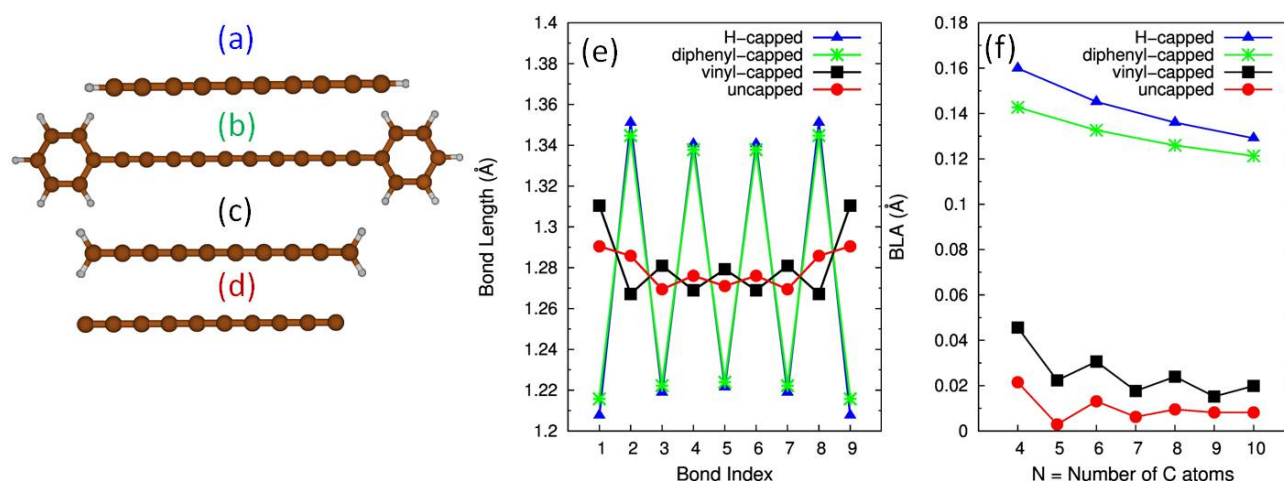 (a)
(b)
(c)
(d)
(e)
H-capped
diphenyl-capped
vinyl-capped
uncapped
Bond Length (Å)
1.4
1.38
1.36
1.34
1.32
1.3
1.28
1.26
1.24
1.22
1.2
1 2 3 4 5 6 7 8 9
Bond Index
(f)
H-capped
diphenyl-capped
vinyl-capped
uncapped
BLA (Å)
0.18
0.16
0.14
0.12
0.1
0.08
0.06
0.04
0.02
0
4 5 6 7 8 9 10
N = Number of C atoms